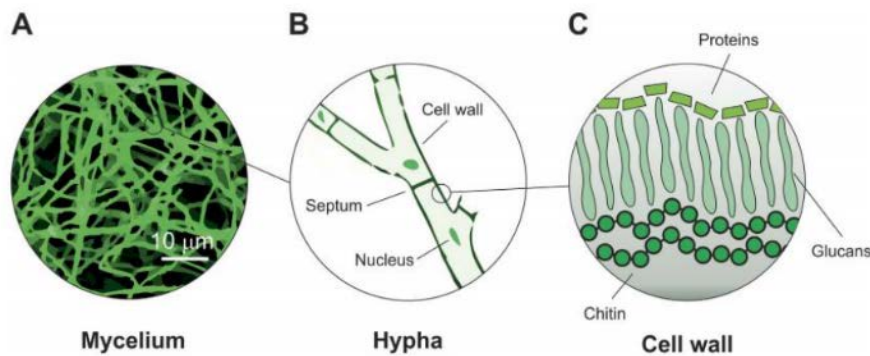 A
B
C
Proteins
Cell wall
Septum
10 µm
Nucleus
Glucans
Chitin
Mycelium
Hypha
Cell wall